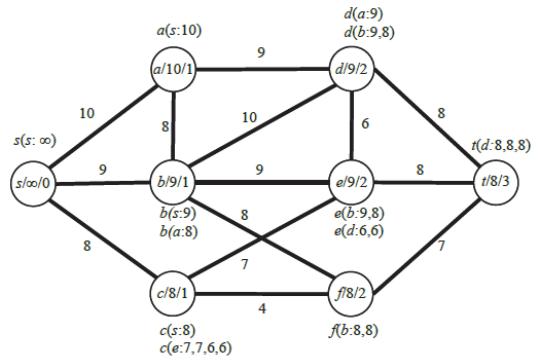 d(a:9)
d(b:9,8)
a(s:10)
9
a/10/1
d/9/2
10
8
10
6
8
s(s: ∞)
t(d:8,8,8)
9
9
8
s/∞/0
b/9/1
e/9/2
t/8/3
b(s:9)
b(a:8)
8
e(b:9,8)
e(d:6,6)
8
7
7
c/8/1
4
f/8/2
c(s:8)
c(e:7,7,6,6)
f(b:8,8)